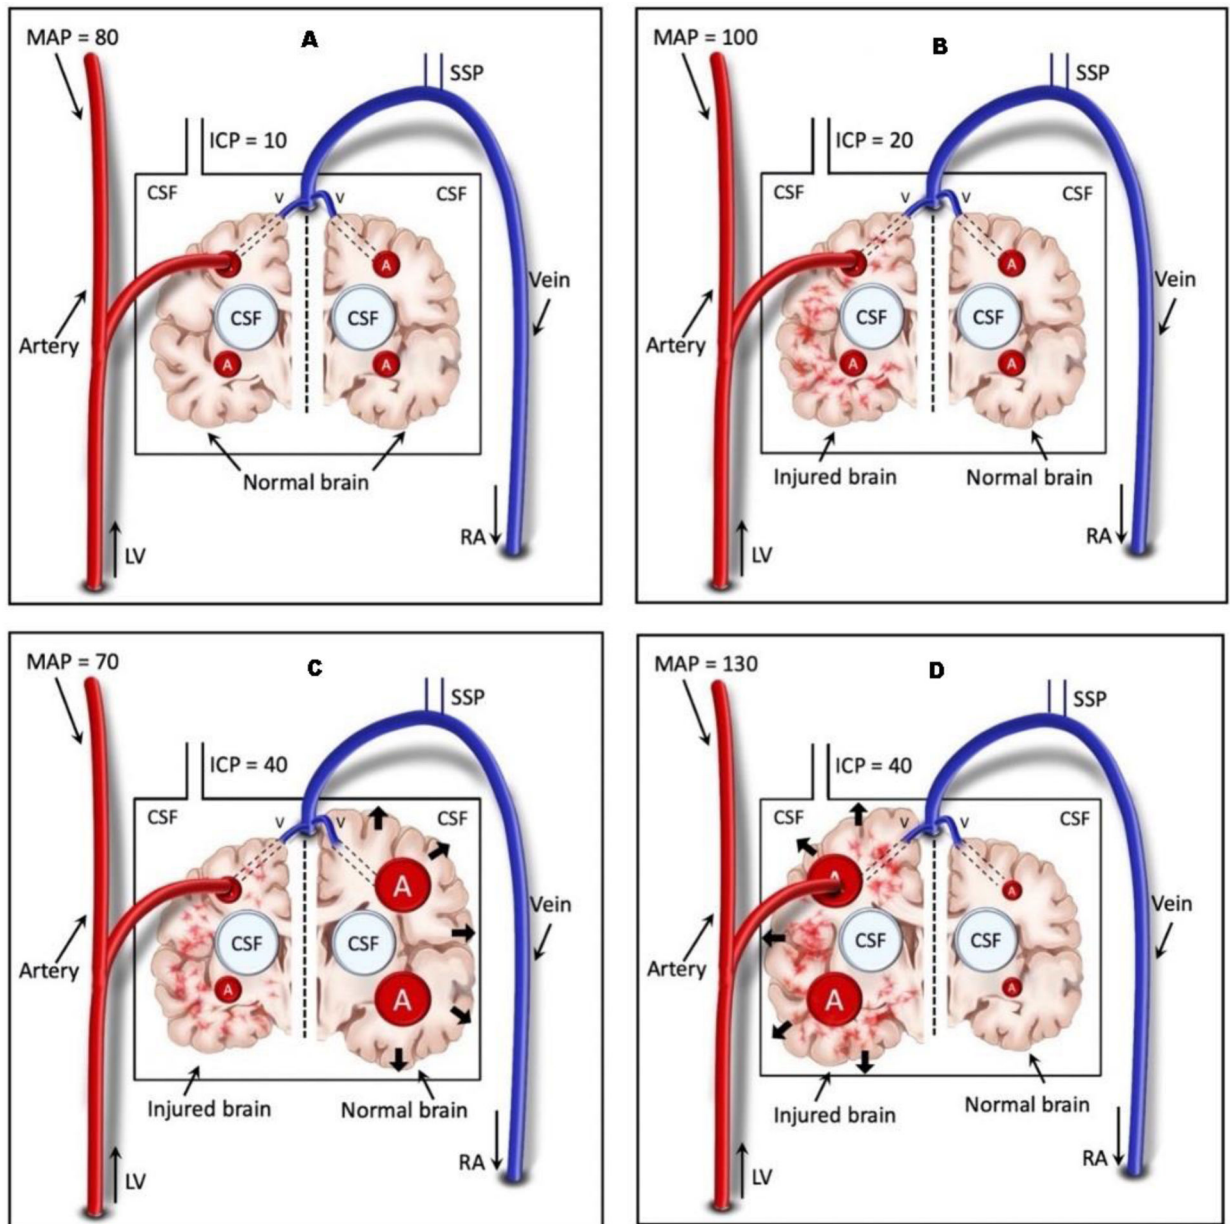 MAP = 80
A
SSP
ICP = 10
CSF
v
v
CSF
A
A
Vein
CSF
CSF
Artery
A
A
Normal brain
RA
LV
MAP = 100
B
SSP
ICP = 20
CSF
v
v
CSF
A
Vein
CSF
CSF
Artery
A
A
Injured brain
Normal brain
RA
LV
MAP = 70
C
SSP
ICP = 40
CSF
v
v
CSF
A
Vein
CSF
CSF
Artery
A
A
Injured brain
Normal brain
RA
LV
MAP = 130
D
SSP
ICP = 40
CSF
v
v
CSF
A
A
Vein
CSF
CSF
Artery
A
A
Injured brain
Normal brain
RA
LV